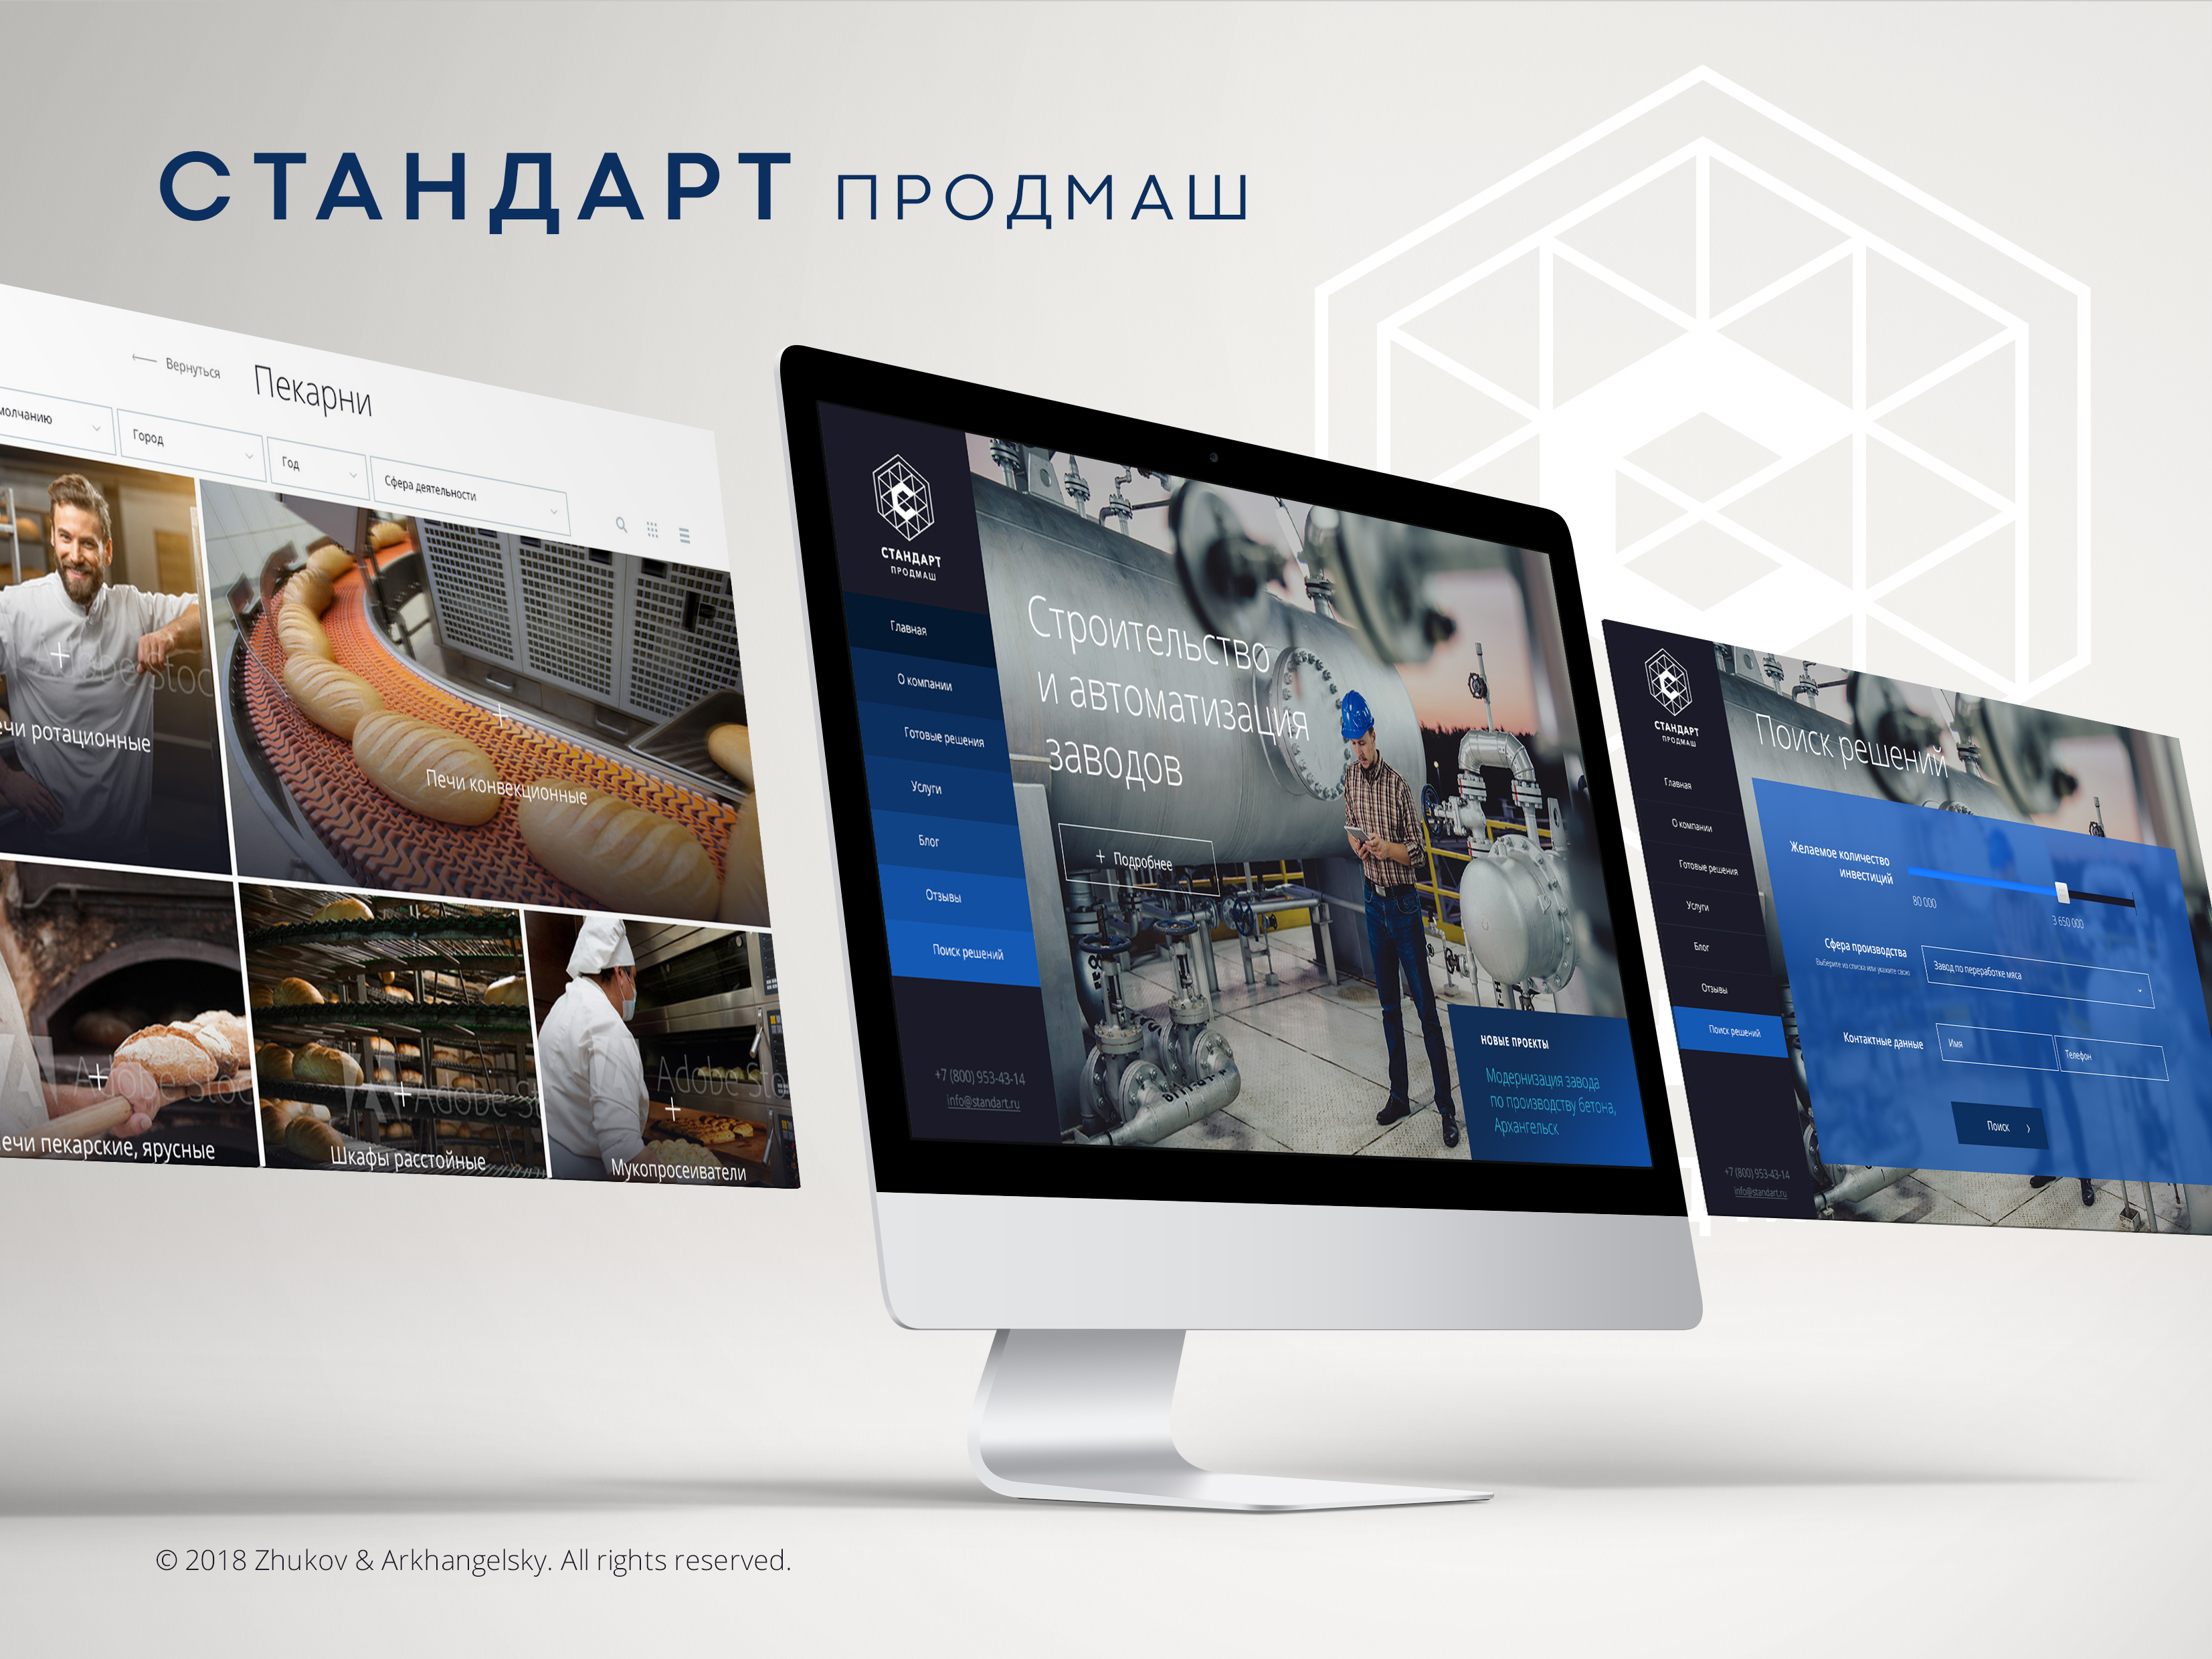 СТАНДАРТ ПРОДМАШ
Вернуться
Пекарни
Город
Год
Сфера деятельности
Печи конвекционные
пекарские, ярусные
ротационные
Шкафы расстойные
Мукопросеиватели
Adobe Stock
СТАНДАРТ
ПРОДМАШ
Главная
О компании
Готовые решения
Услуги
Блог
Отзывы
Поиск решений
+7 (800) 953-43-14
info@standart.ru
Строительство
и автоматизация
заводов
+ Подробнее
НОВЫЕ ПРОЕКТЫ
Модернизация завода
по производству бетона,
Архангельск
СТАНДАРТ
ПРОДМАШ
Главная
О компании
Готовые решения
Услуги
Блог
Отзывы
Поиск решений
+7 (800) 953-43-14
info@standart.ru
Поиск решений
Желаемое количество
инвестиций
80 000
3 650 000
Сфера производства
Выберите из списка или укажите свою
Завод по переработке мяса
Контактные данные
Имя
Телефон
Поиск
© 2018 Zhukov & Arkhangelsky. All rights reserved.